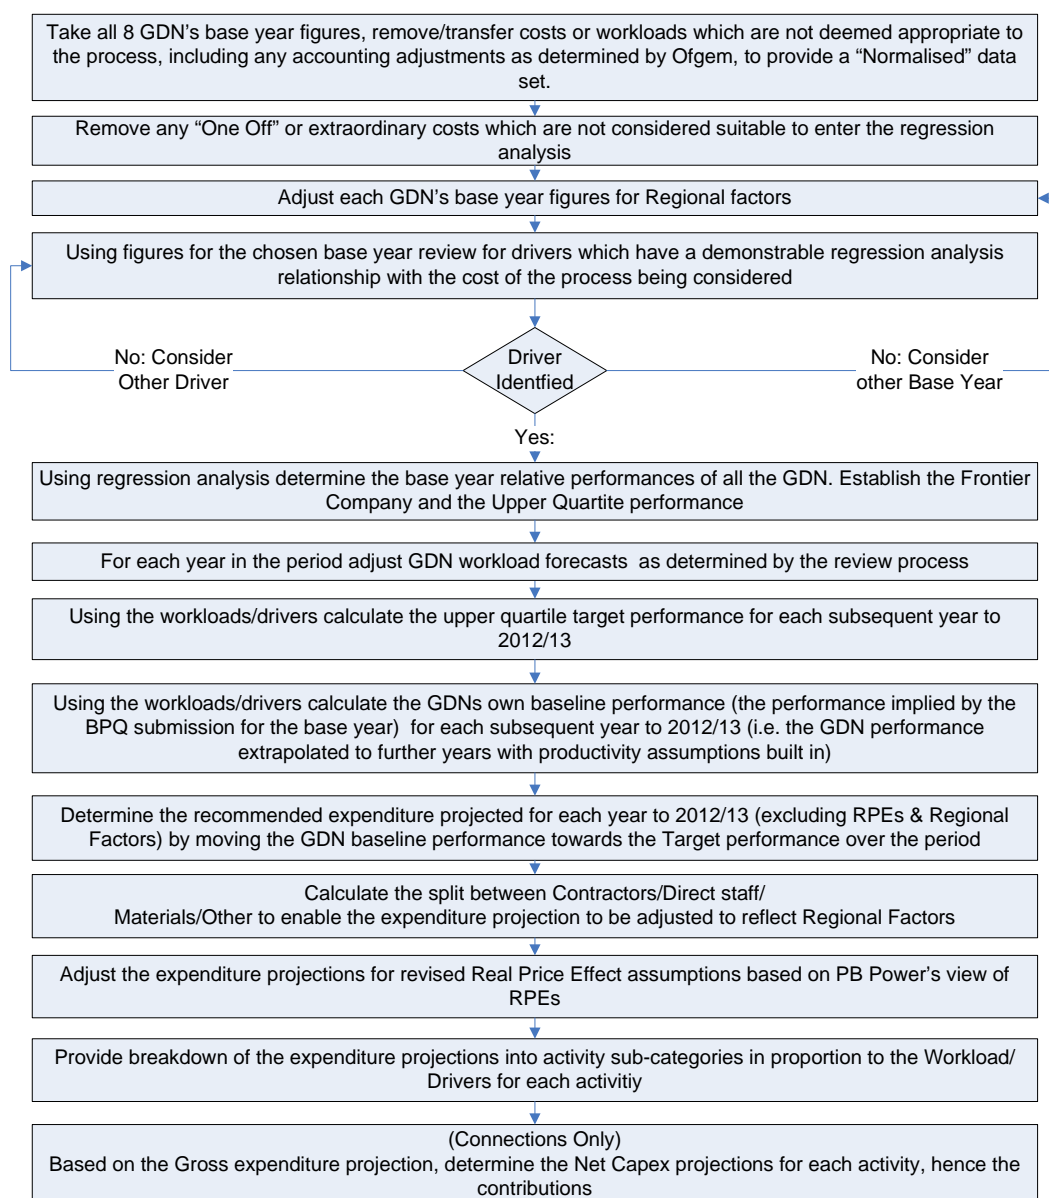 Take all 8 GDN's base year figures, remove/transfer costs or workloads which are not deemed appropriate to
the process, including any accounting adjustments as determined by Ofgem, to provide a “Normalised” data
set.
Remove any “One Off” or extraordinary costs which are not considered suitable to enter the regression
analysis
Adjust each GDN's base year figures for Regional factors
Using figures for the chosen base year review for drivers which have a demonstrable regression analysis
relationship with the cost of the process being considered
No: Consider
Other Driver
Driver
Identfied
No: Consider
other Base Year
Yes:
Using regression analysis determine the base year relative performances of all the GDN. Establish the Frontier
Company and the Upper Quartite performance
For each year in the period adjust GDN workload forecasts as determined by the review process
Using the workloads/drivers calculate the upper quartile target performance for each subsequent year to
2012/13
Using the workloads/drivers calculate the GDNs own baseline performance (the performance implied by the
BPQ submission for the base year) for each subsequent year to 2012/13 (i.e. the GDN performance
extrapolated to further years with productivity assumptions built in)
Determine the recommended expenditure projected for each year to 2012/13 (excluding RPEs & Regional
Factors) by moving the GDN baseline performance towards the Target performance over the period
Calculate the split between Contractors/Direct staff/
Materials/Other to enable the expenditure projection to be adjusted to reflect Regional Factors
Adjust the expenditure projections for revised Real Price Effect assumptions based on PB Power's view of
RPEs
Provide breakdown of the expenditure projections into activity sub-categories in proportion to the Workload/
Drivers for each activitiy
(Connections Only)
Based on the Gross expenditure projection, determine the Net Capex projections for each activity, hence the
contributions